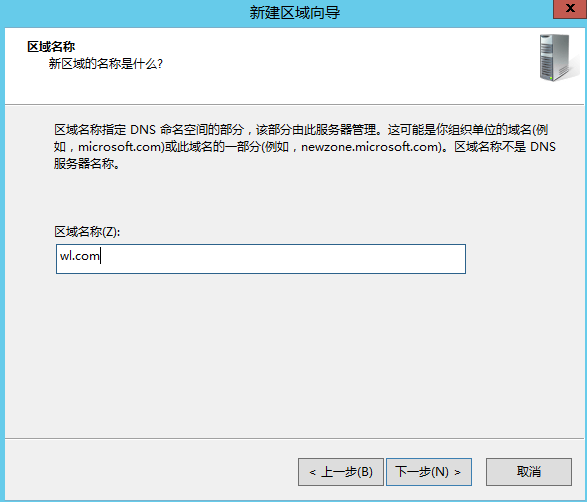 新建区域向导
x
区域名称
新区域的名称是什么?
区域名称指定 DNS 命名空间的部分，该部分由此服务器管理。这可能是你组织单位的域名(例
如，microsoft.com)或此域名的一部分(例如，newzone.microsoft.com)。区域名称不是 DNS
服务器名称。
区域名称(Z):
wl.com
< 上一步(B)
下一步(N) >
取消